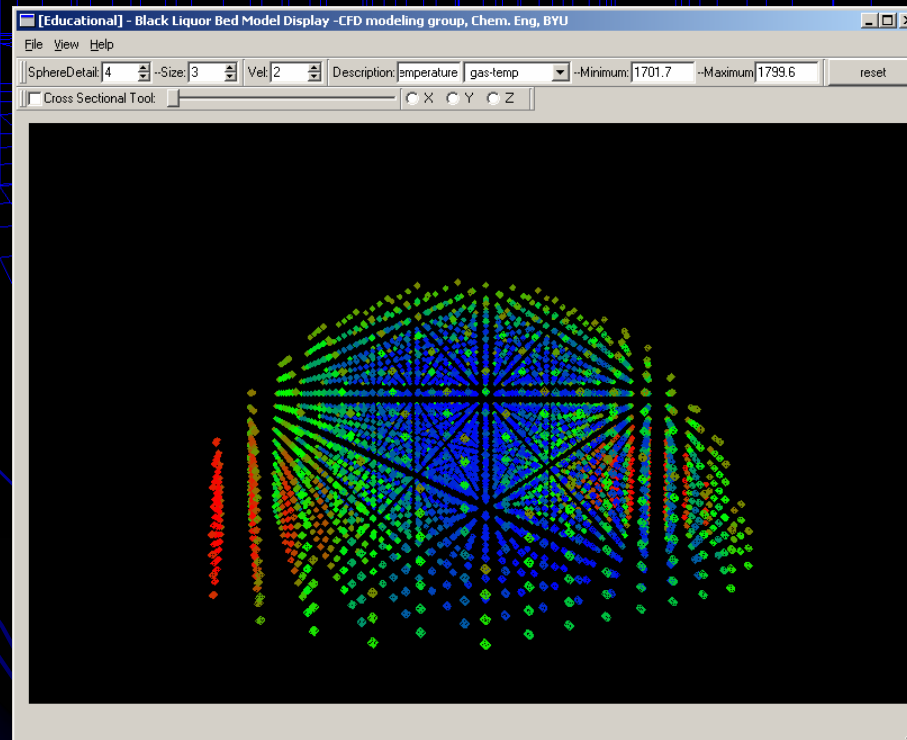 [Educational] - Black Liquor Bed Model Display -CFD modeling group, Chem. Eng, BYU
File View Help
SphereDetail: 4 --Size: 3 Vel: 2 Description: emperature gas-temp --Minimum: 1701.7 --Maximum 1799.6 reset
Cross Sectional Tool: X Y Z